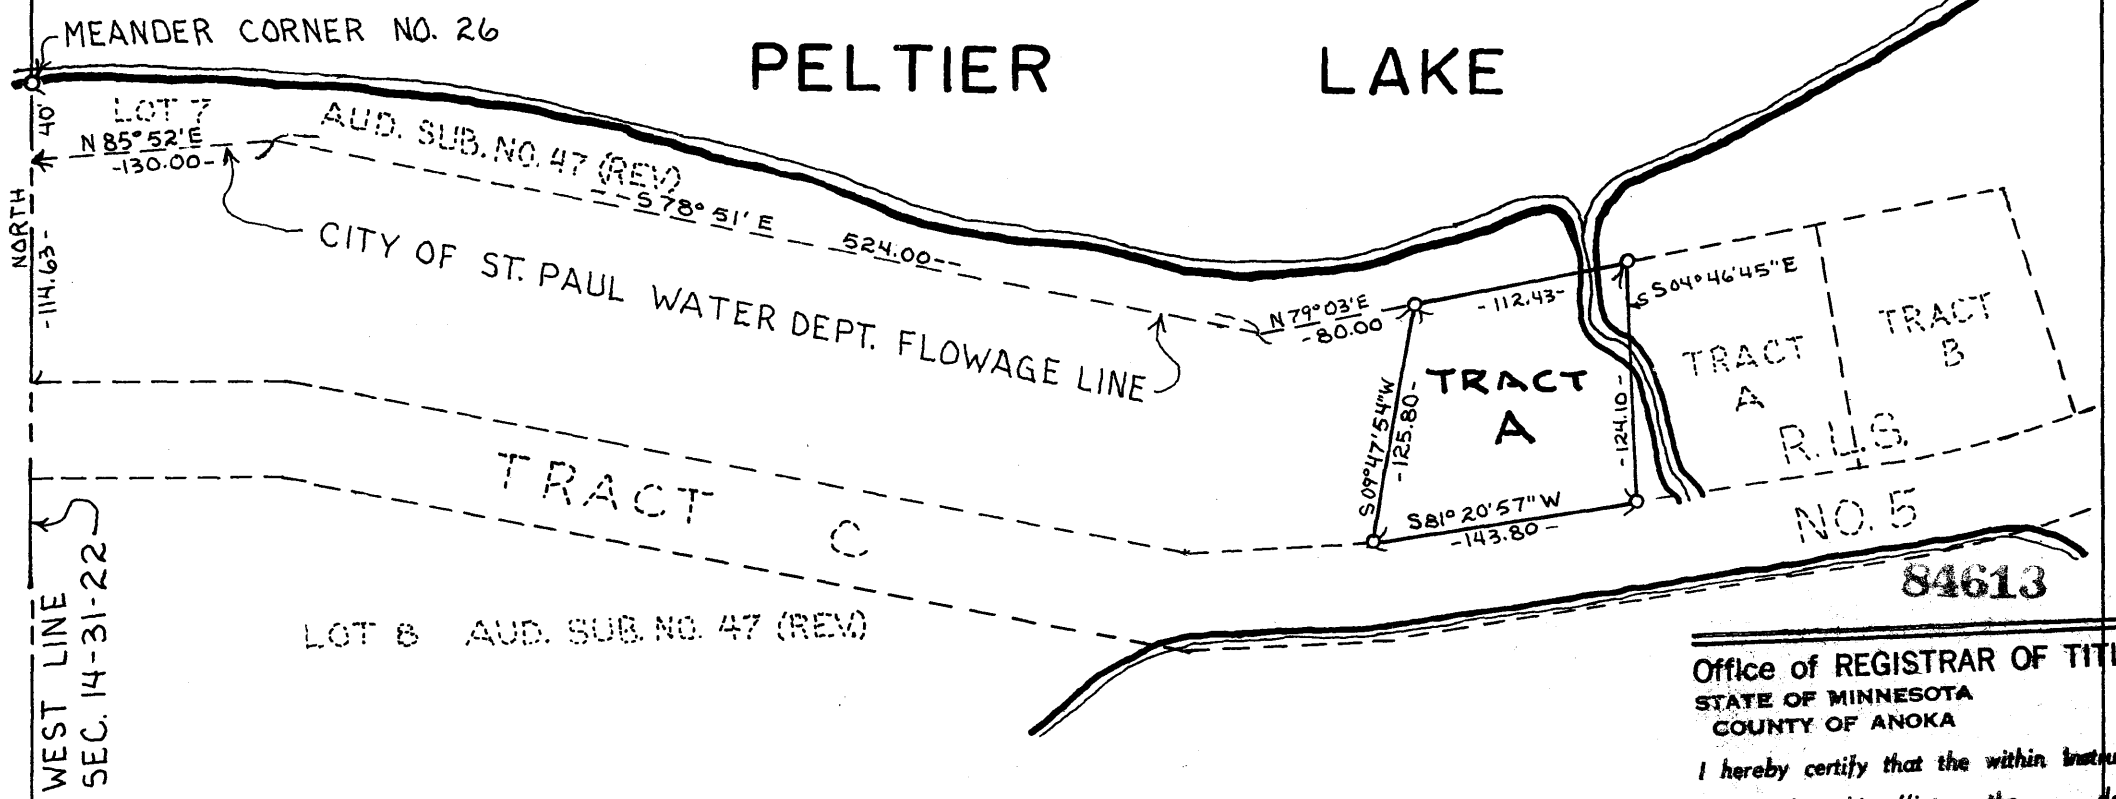 MEANDER CORNER NO. 26
PELTIER LAKE
40'
LOT 7
N 85° 52' E
-130.00-
AUD. SUB. NO. 47 (REV)
S 78° 51' E 524.00--
NORTH
-114.63-
CITY OF ST. PAUL WATER DEPT. FLOWAGE LINE
N 79° 03' E
-80.00
-112.43-
S 04° 46' 45" E
-124.10-
S 09° 47' 54" W
-125.80-
TRACT
A
S 81° 20' 57" W
-143.80-
TRACT
A
TRACT
B
R.L.S.
NO. 5
TRACT C
LOT 8 AUD. SUB. NO. 47 (REV.)
WEST LINE
SEC. 14-31-22
84613
Office of REGISTRAR OF
STATE OF MINNESOTA
COUNTY OF ANOKA
I hereby certify that the within